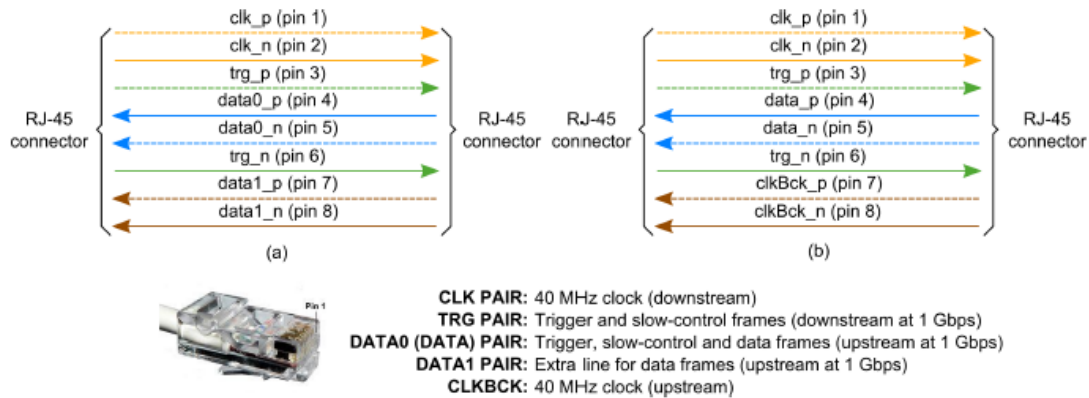 clk_p (pin 1)
clk_n (pin 2)
trg_p (pin 3)
data0_p (pin 4)
data0_n (pin 5)
trg_n (pin 6)
data1_p (pin 7)
data1_n (pin 8)
RJ-45
connector
RJ-45
connector
(a)
clk_p (pin 1)
clk_n (pin 2)
trg_p (pin 3)
data_p (pin 4)
data_n (pin 5)
trg_n (pin 6)
clkBck_p (pin 7)
clkBck_n (pin 8)
RJ-45
connector
RJ-45
connector
(b)
Pin 1
CLK PAIR: 40 MHz clock (downstream)
TRG PAIR: Trigger and slow-control frames (downstream at 1 Gbps)
DATA0 (DATA) PAIR: Trigger, slow-control and data frames (upstream at 1 Gbps)
DATA1 PAIR: Extra line for data frames (upstream at 1 Gbps)
CLKBCK: 40 MHz clock (upstream)